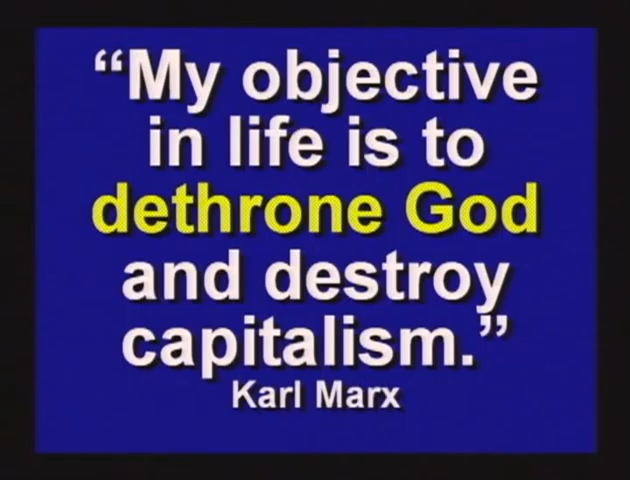 “My objective
in life is to
dethrone God
and destroy
capitalism.”
Karl Marx